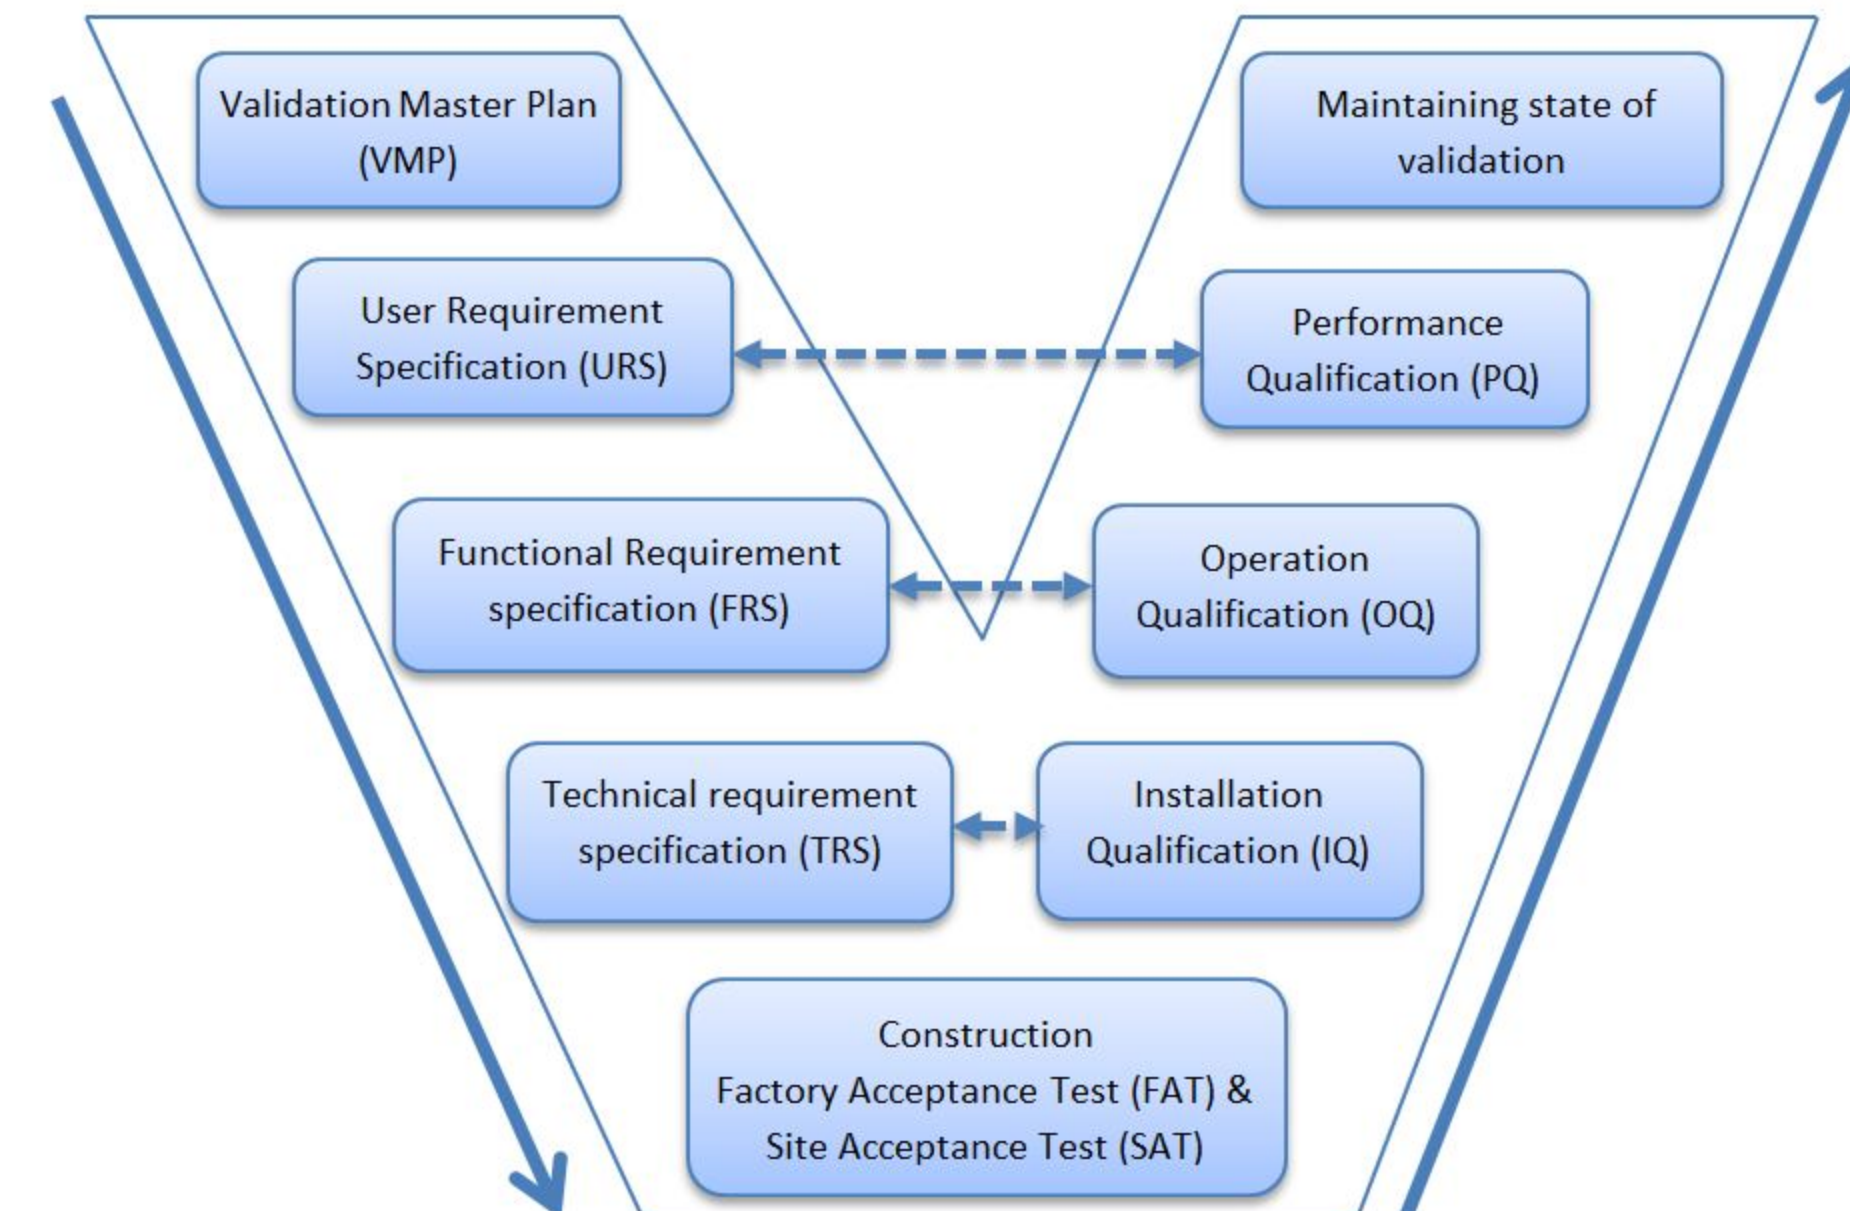 Validation Master Plan
(VMP)
Maintaining state of
validation
User Requirement
Specification (URS)
Performance
Qualification (PQ)
Functional Requirement
specification (FRS)
Operation
Qualification (OQ)
Technical requirement
specification (TRS)
Installation
Qualification (IQ)
Construction
Factory Acceptance Test (FAT) &
Site Acceptance Test (SAT)